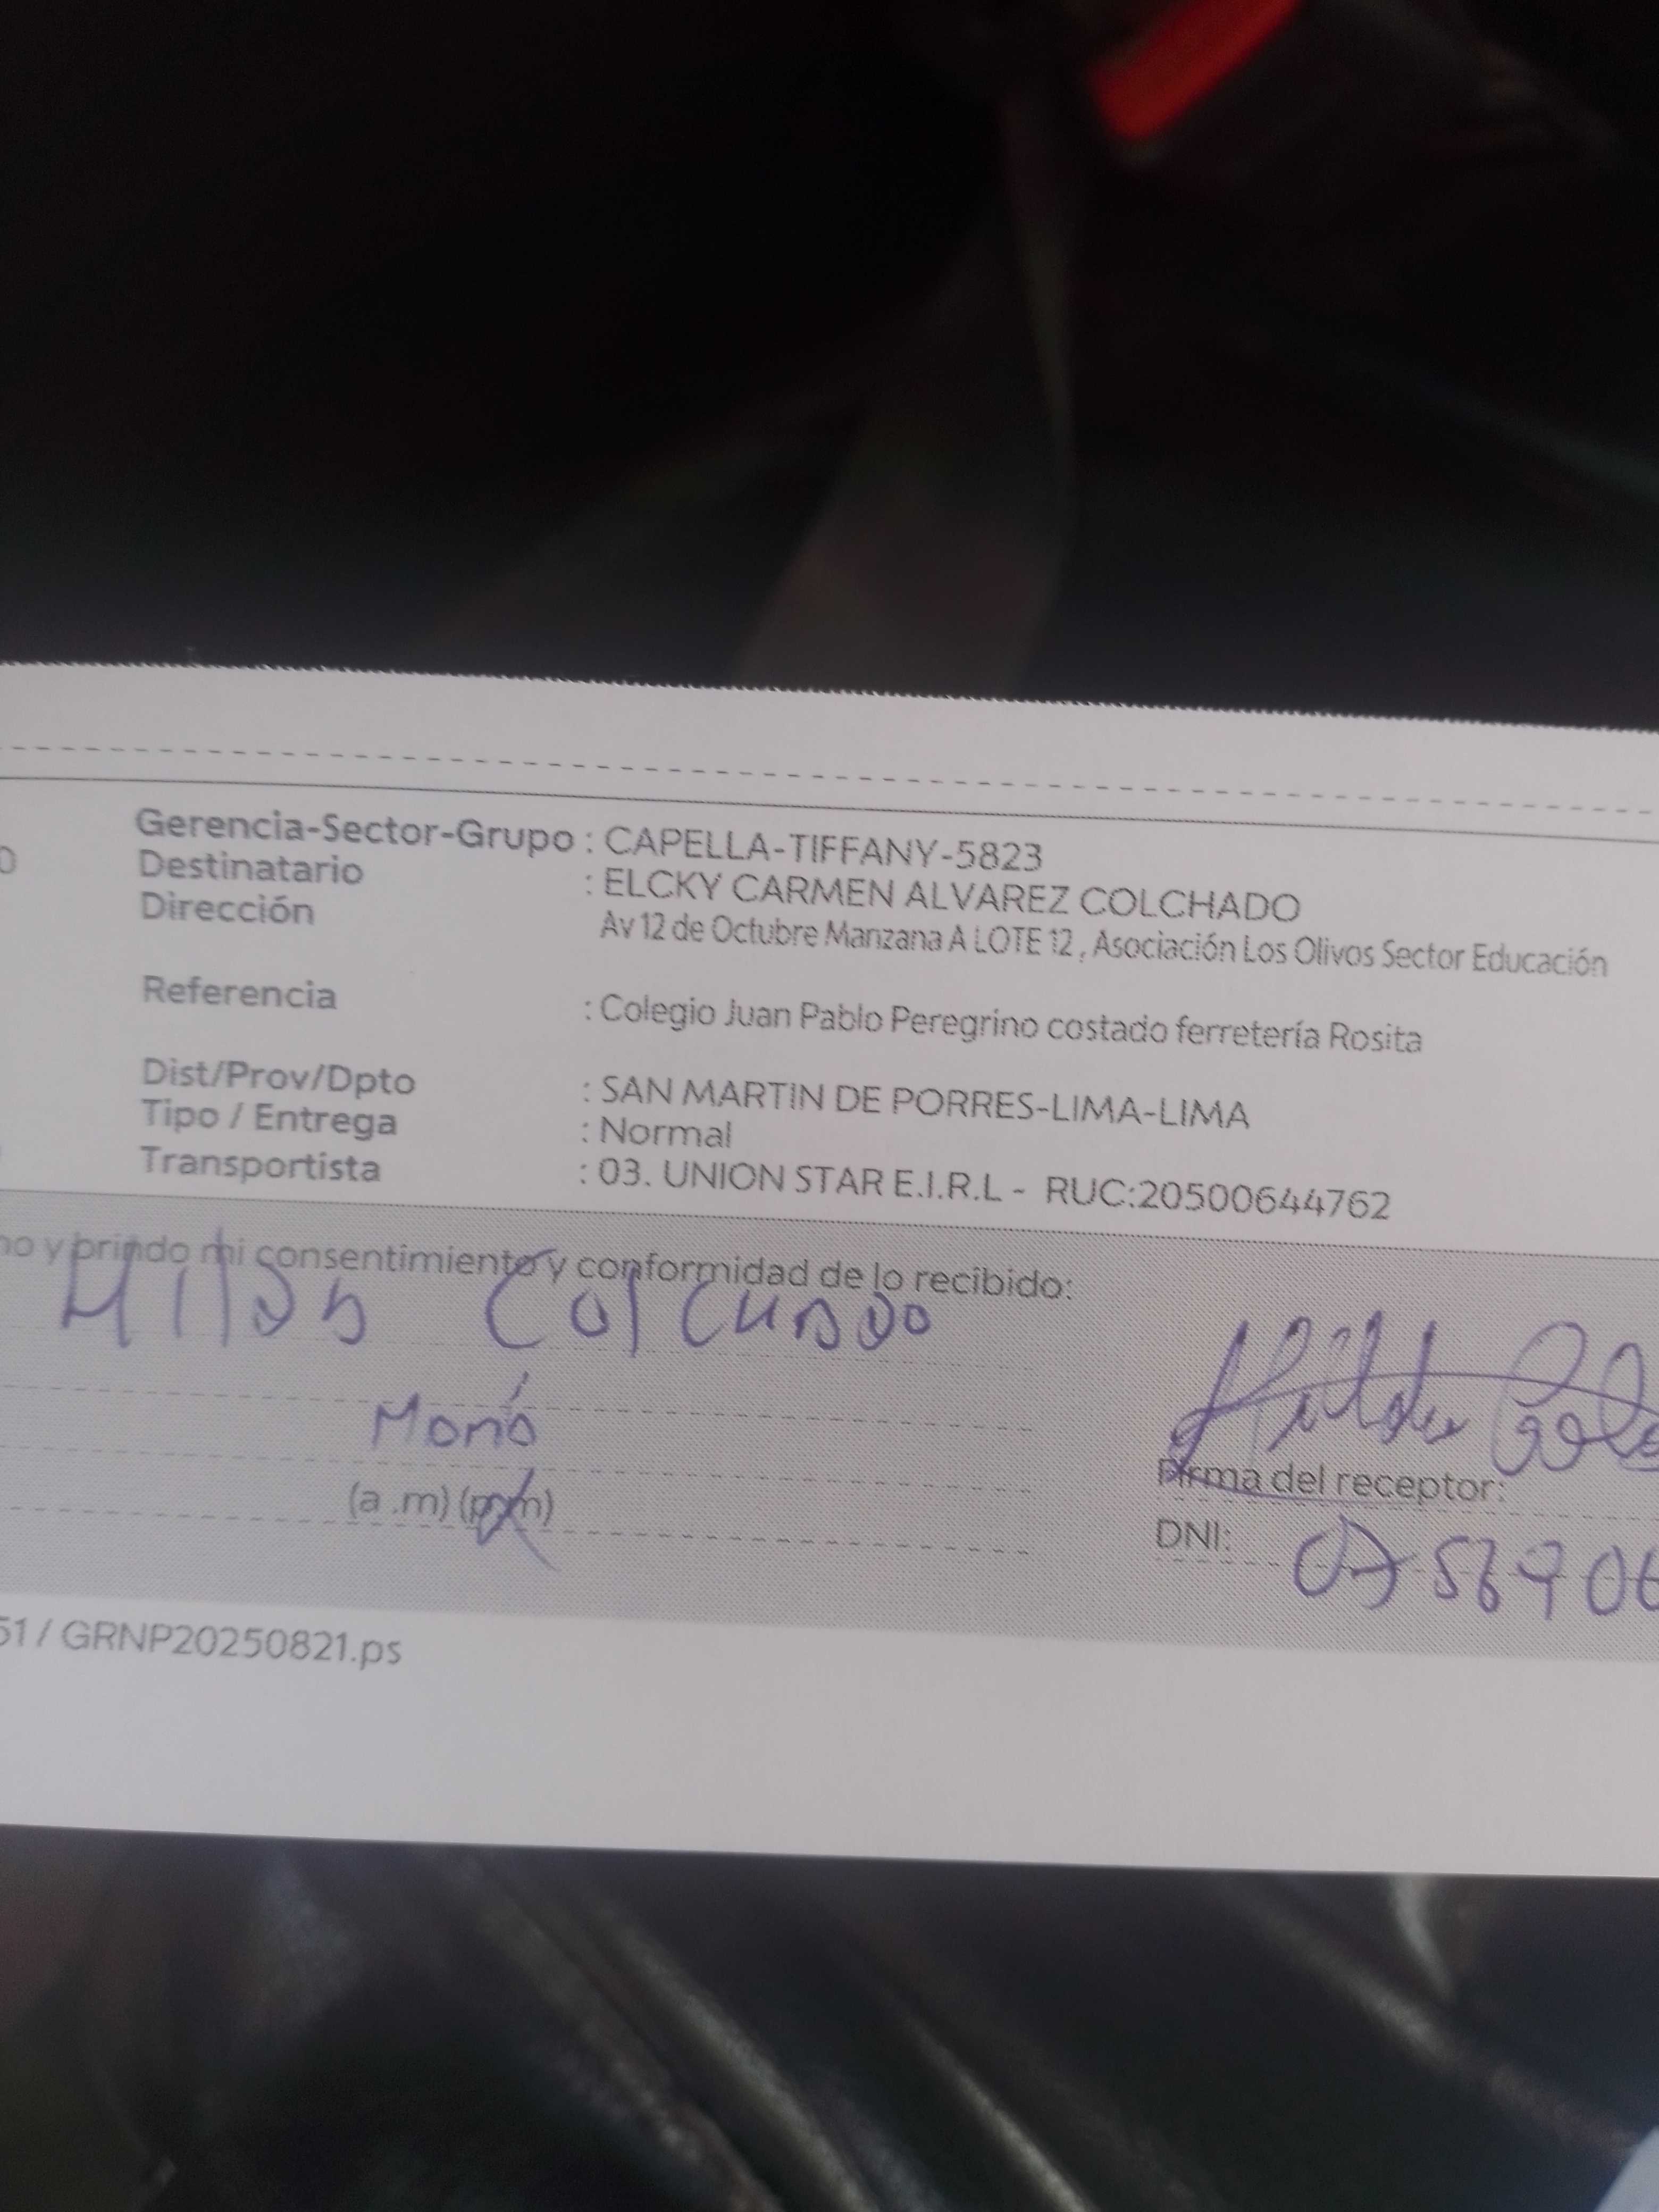 Gerencia-Sector-Grupo : CAPELLA-TIFFANY-5823
Destinatario : ELCKY CARMEN ALVAREZ COLCHADO
Dirección Av 12 de Octubre Manzana A LOTE 12, Asociación Los Olivos Sector Educación
Referencia : Colegio Juan Pablo Peregrino costado ferretería Rosita
Dist/Prov/Dpto : SAN MARTIN DE PORRES-LIMA-LIMA
Tipo / Entrega : Normal
Transportista : 03. UNION STAR E.I.R.L - RUC:20500644762
y brindo mi consentimiento y conformidad de lo recibido:
Hilda Colchado
Mamá
(a .m) (p.m)
Firma del receptor:
DNI:
51 / GRNP20250821.ps